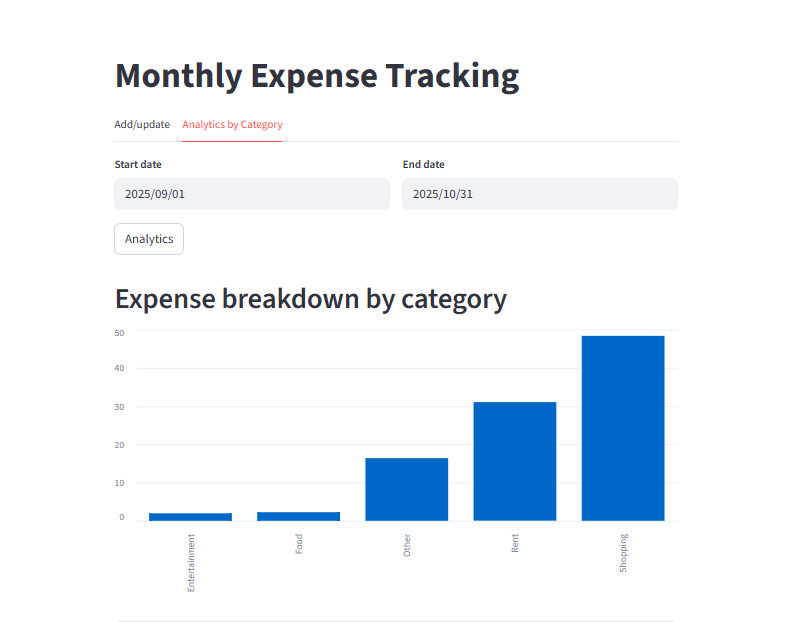 Monthly Expense Tracking
Add/update Analytics by Category
Start date End date
2025/09/01 2025/10/31
Analytics
Expense breakdown by category
50
40
30
20
10
0
Entertainment Food Other Rent Shopping